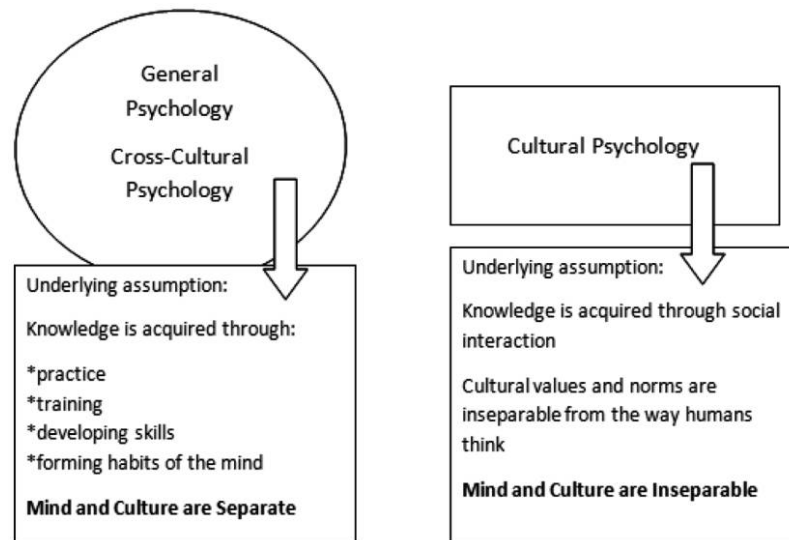 General
Psychology
Cross-Cultural
Psychology
Underlying assumption:
Knowledge is acquired through:
*practice
*training
*developing skills
*forming habits of the mind
Mind and Culture are Separate
Cultural Psychology
Underlying assumption:
Knowledge is acquired through social
interaction
Cultural values and norms are
inseparable from the way humans
think
Mind and Culture are Inseparable